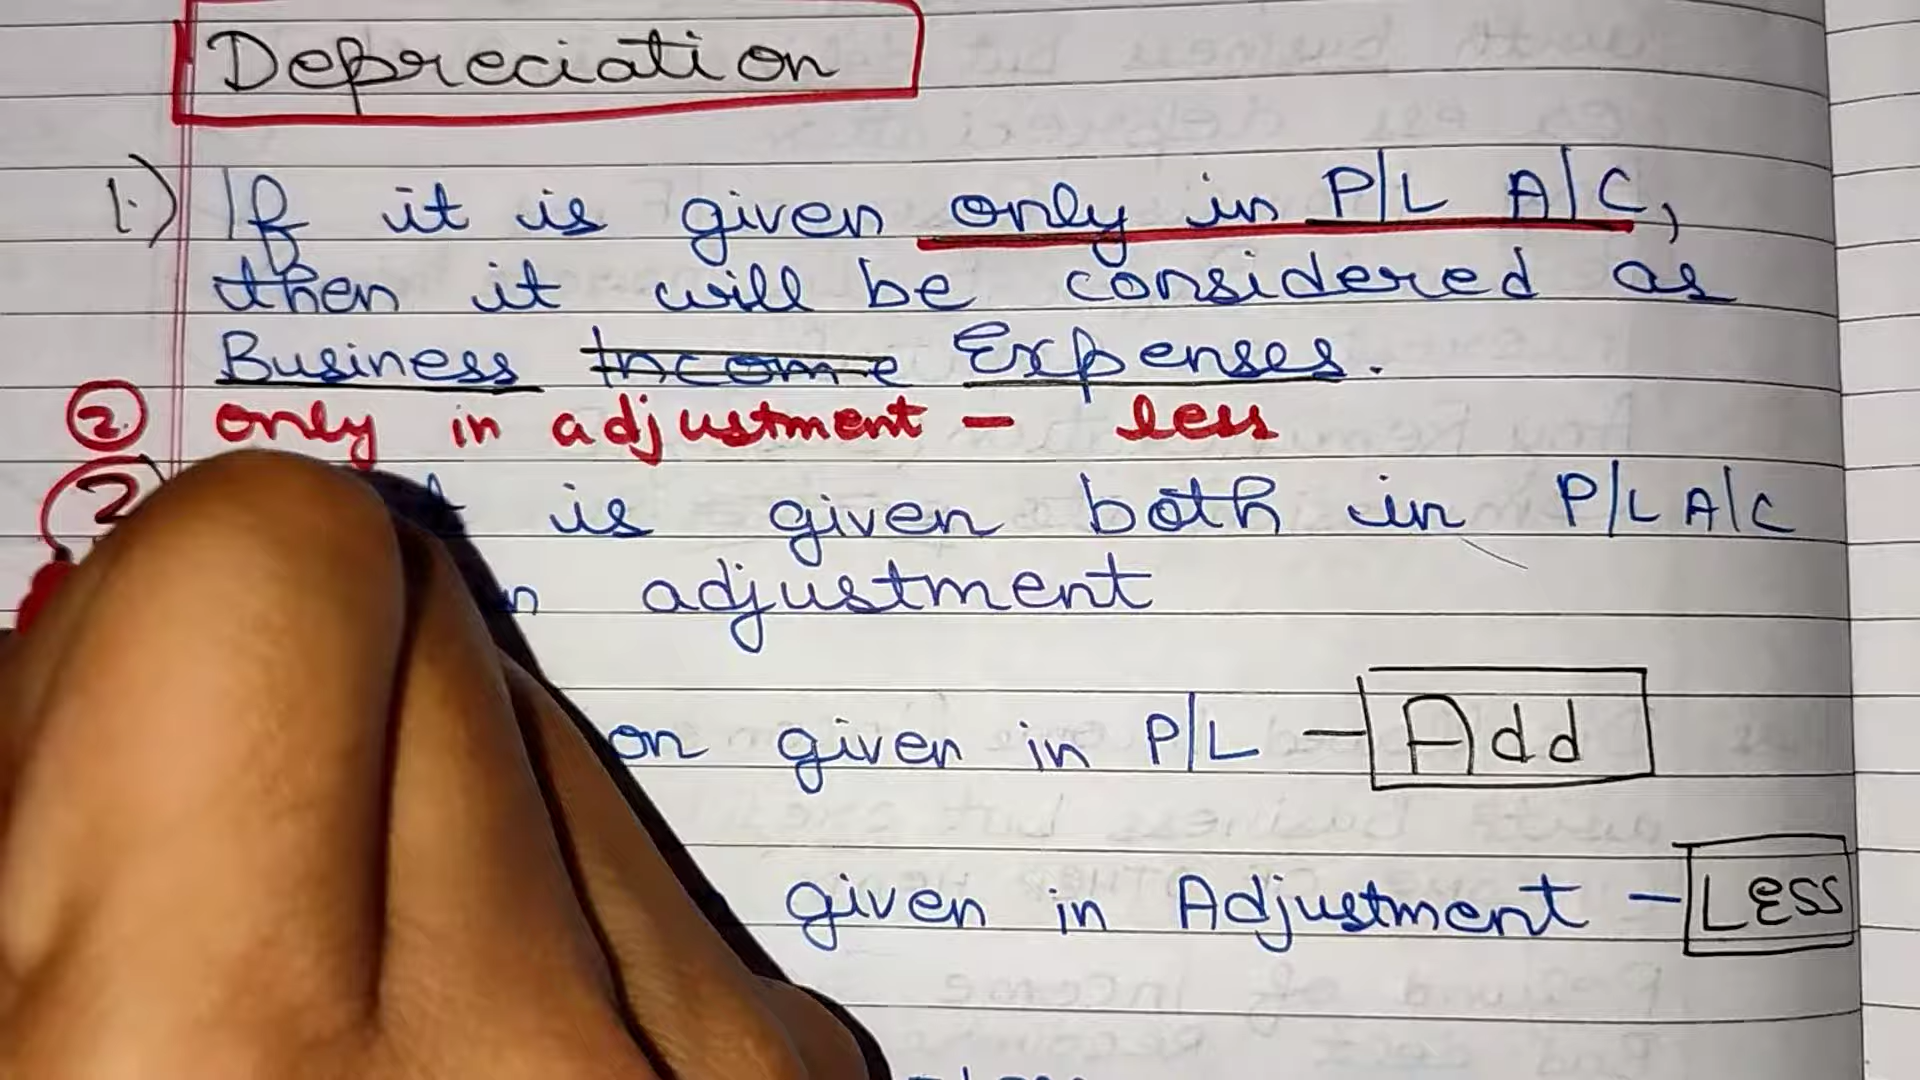 Depreciation
1.) If it is given only in P/L A/C,
then it will be considered as
Business Income Expenses.
2. only in adjustment - less
2 is given both in P/L A/C
adjustment
given in P/L - Add
given in Adjustment - Less